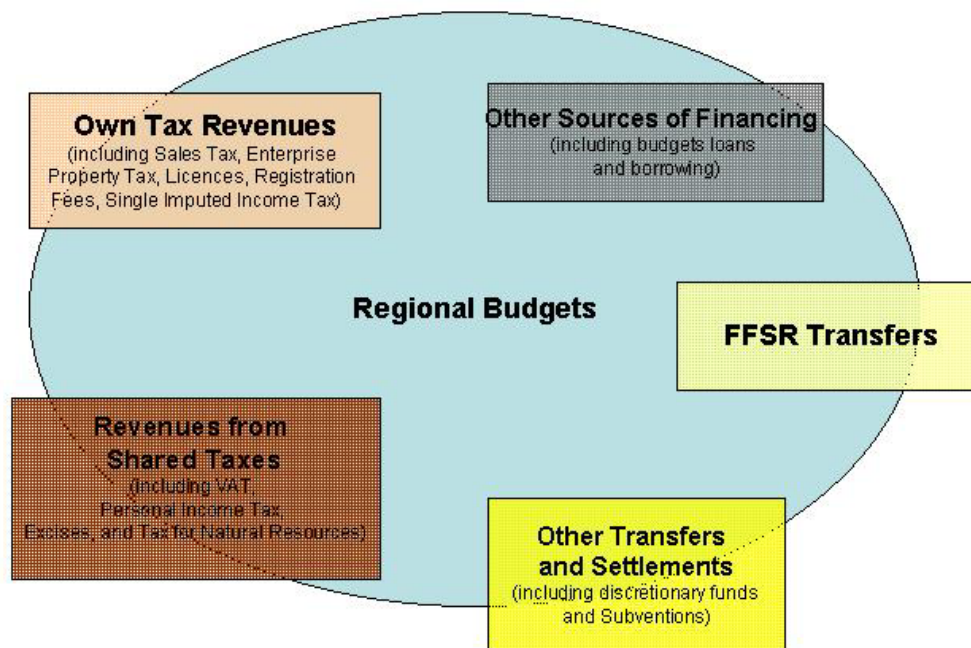 Own Tax Revenues
(including Sales Tax, Enterprise
Property Tax, Licences, Registration
Fees, Single Imputed Income Tax)
Other Sources of Financing
(including budgets loans
and borrowing)
Regional Budgets
FFSR Transfers
Revenues from
Shared Taxes
(including VAT,
Personal Income Tax,
Excises, and Tax for Natural Resources)
Other Transfers
and Settlements
(including discretionary funds
and Subventions)